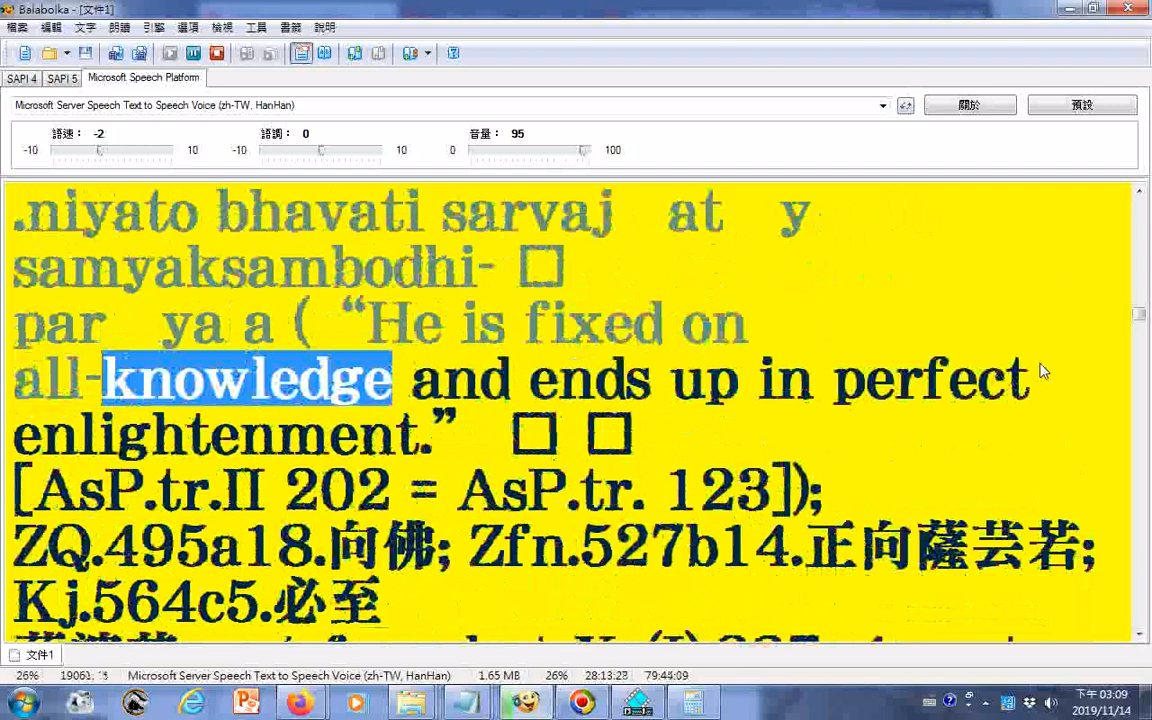 Balabolka - [文件1]
檔案 編輯 文字 朗讀 引擎 選項 檢視 工具 書籤 說明
SAPI 4 SAPI 5 Microsoft Speech Platform
Microsoft Server Speech Text to Speech Voice (zh-TW, HanHan) 關於 預設
語速： -2 語調： 0 音量： 95
-10 10 -10 10 0 100
.niyato bhavati sarvaj at y
samyaksambodhi- □
par ya a ( “He is fixed on
all-knowledge and ends up in perfect
enlightenment.” □ □
[AsP.tr.II 202 = AsP.tr. 123]);
ZQ.495a18.向佛; Zfn.527b14.正向薩芸若;
Kj.564c5.必至
文件1
26% Microsoft Server Speech Text to Speech Voice (zh-TW, HanHan) 1.65 MB 26% 28:13:23 79:44:09
下午 03:09
2019/11/14